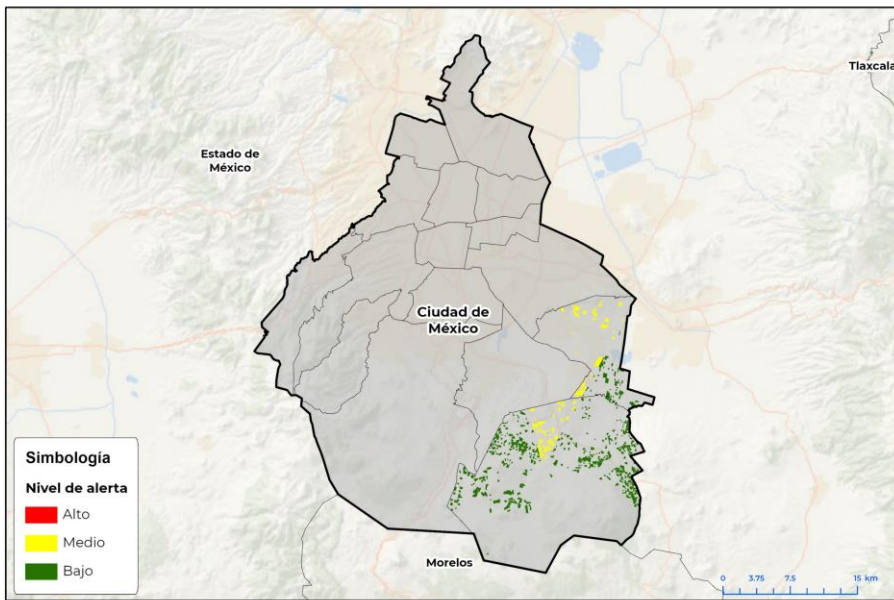 Tlaxcala
Estado de
México
Ciudad de
México
Simbología
Nivel de alerta
Alto
Medio
Bajo
Morelos
0 3.75 7.5 15 km